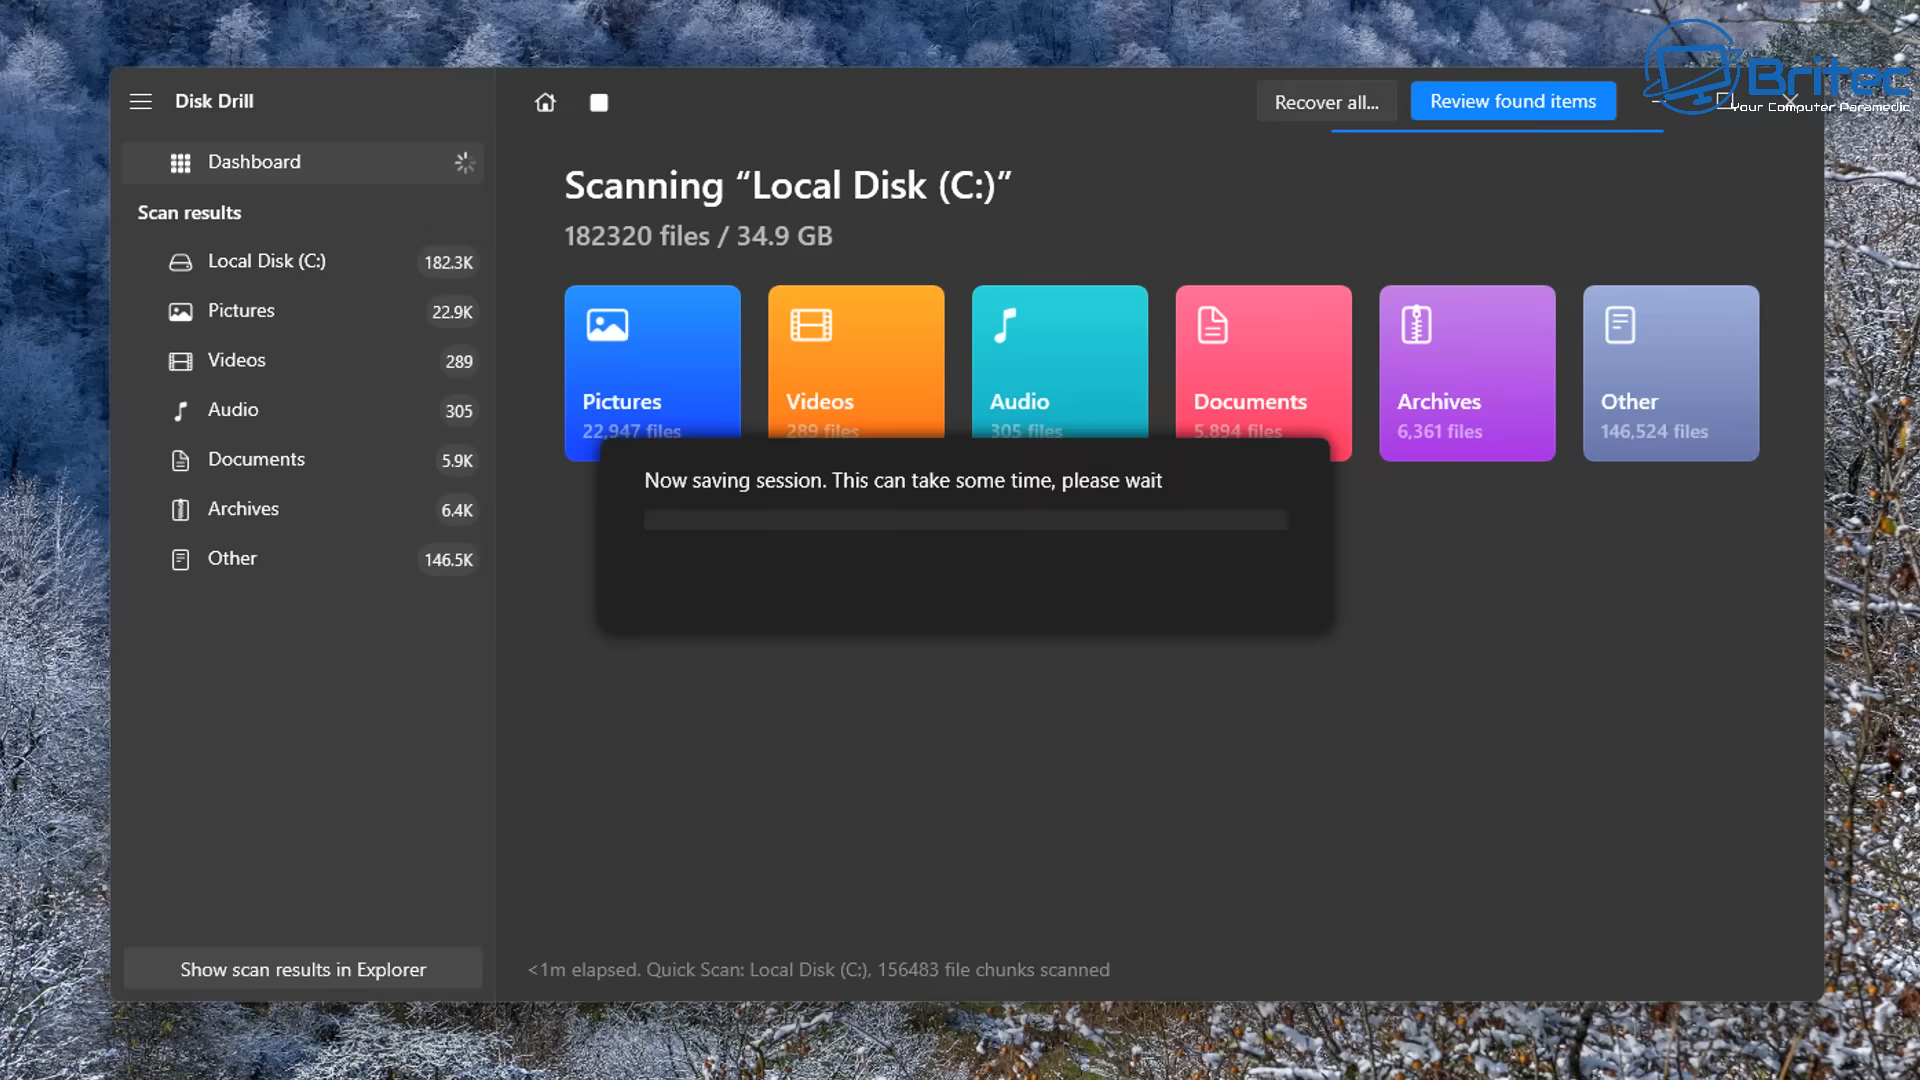 Disk Drill
Recover all...
Review found items
Britec
Your Computer Paramedic
Dashboard
Scan results
Local Disk (C:) 182.3K
Pictures 22.9K
Videos 289
Audio 305
Documents 5.9K
Archives 6.4K
Other 146.5K
Show scan results in Explorer
Scanning “Local Disk (C:)”
182320 files / 34.9 GB
Pictures
22,947 files
Videos
289 files
Audio
305 files
Documents
5,894 files
Archives
6,361 files
Other
146,524 files
Now saving session. This can take some time, please wait
<1m elapsed. Quick Scan: Local Disk (C:), 156483 file chunks scanned